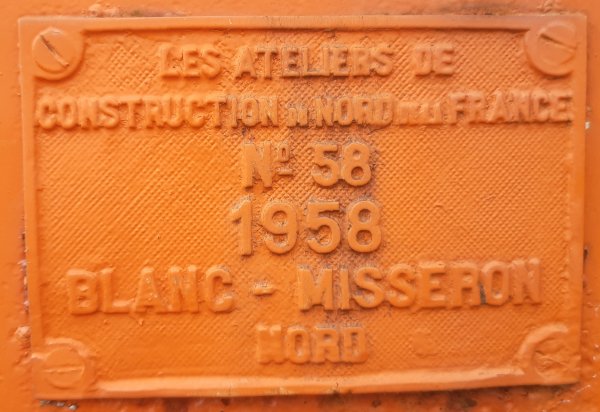 LES ATELIERS DE
CONSTRUCTION DU NORD DE LA FRANCE
No 58
1958
BLANC - MISSERON
NORD